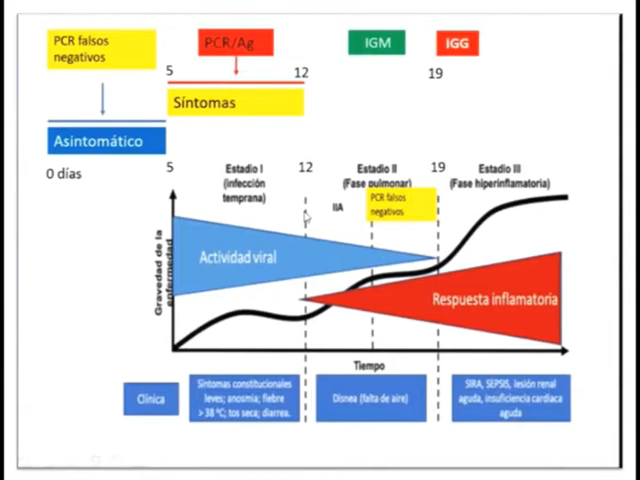 PCR falsos
negativos
PCR/Ag
IGM
IGG
5
12
19
Síntomas
Asintomático
0 días
5
12
19
Estadio I
(infección
temprana)
Estadio II
(Fase pulmonar)
Estadio III
(Fase hiperinflamatoria)
IIA
PCR falsos
negativos
Gravedad de la
enfermedad
Actividad viral
Respuesta inflamatoria
Tiempo
Clínica
Síntomas constitucionales
leves; anosmia; fiebre
> 38 ºC; tos seca; diarrea.
Disnea (falta de aire)
SIRA, SEPSIS, lesión renal
aguda, insuficiencia cardiaca
aguda